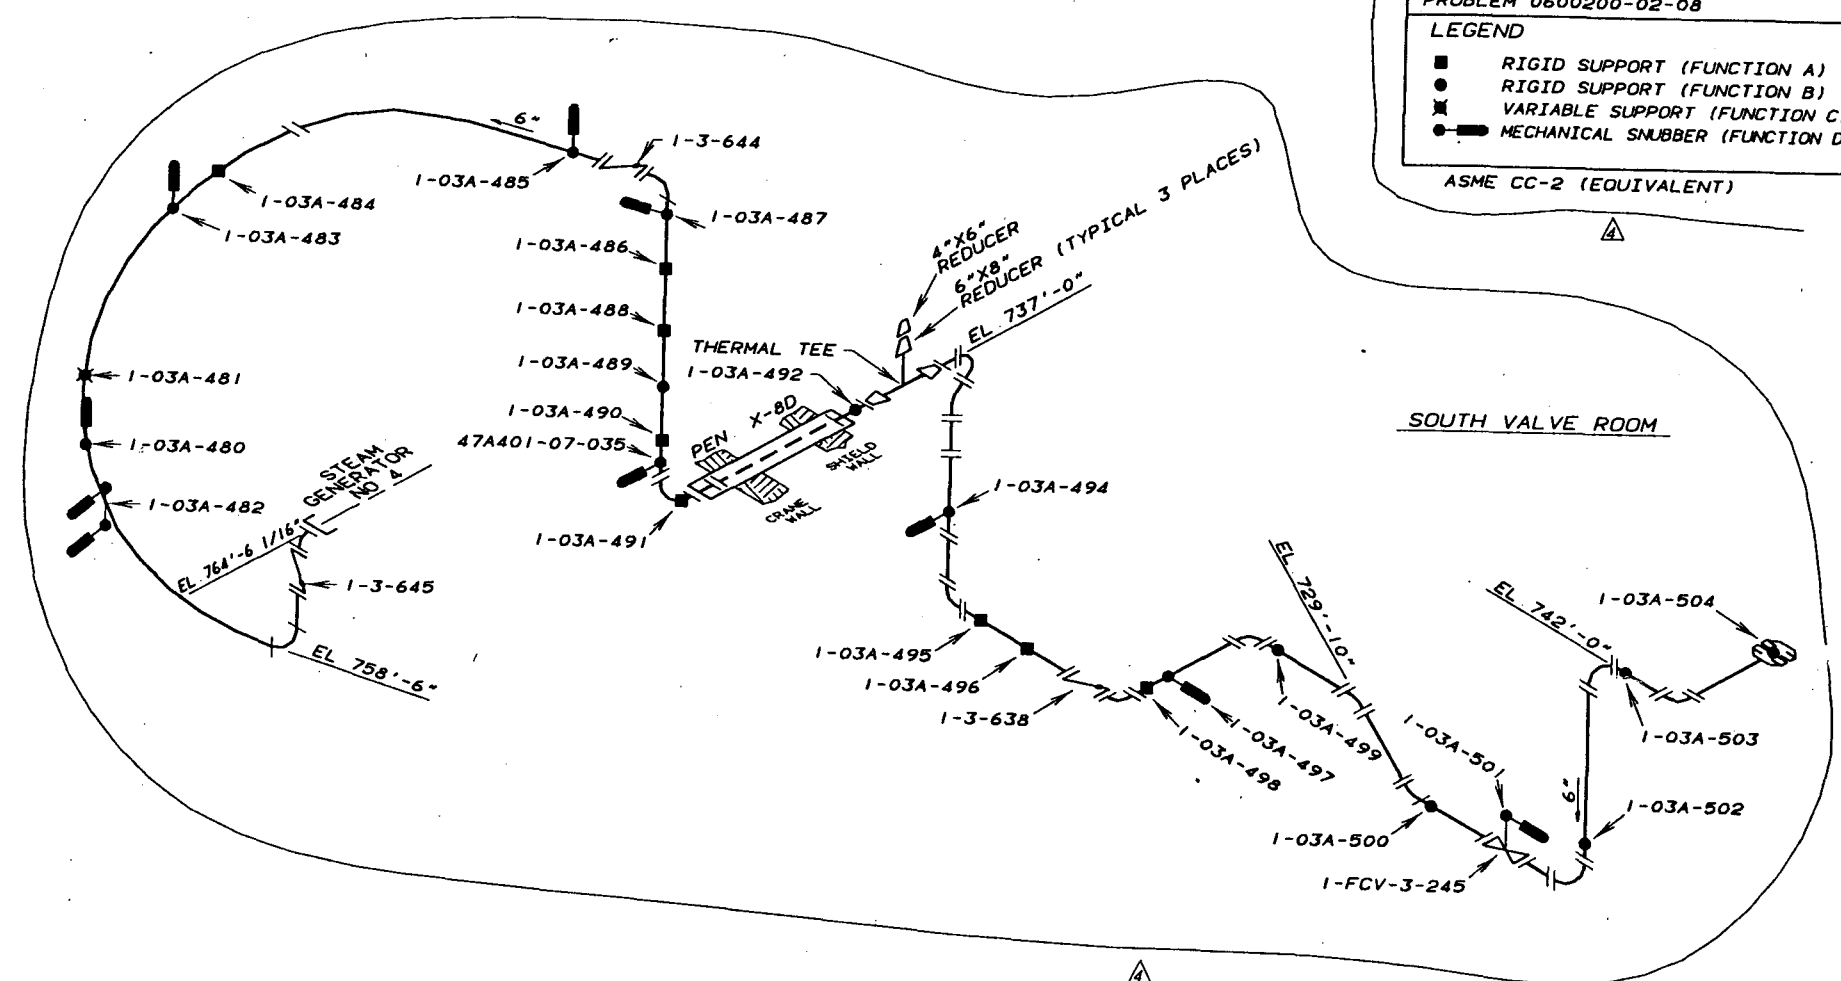 PROBLEM 0600200-02-08
LEGEND
RIGID SUPPORT (FUNCTION A)
RIGID SUPPORT (FUNCTION B)
VARIABLE SUPPORT (FUNCTION C
MECHANICAL SNUBBER (FUNCTION D
ASME CC-2 (EQUIVALENT)
4
6"
1-3-644
1-03A-485
1-03A-484
1-03A-483
1-03A-487
1-03A-486
1-03A-488
1-03A-489
1-03A-490
47A401-07-035
1-03A-491
4"X6"
REDUCER
6"X8"
REDUCER (TYPICAL 3 PLACES)
EL 737'-0"
THERMAL TEE
1-03A-492
PEN X-8D
SHIELD
WALL
CRANE
WALL
1-03A-481
1-03A-480
1-03A-482
STEAM
GENERATOR
NO 4
EL 764'-6 1/16"
1-3-645
EL 758'-6"
SOUTH VALVE ROOM
1-03A-494
1-03A-495
1-03A-496
1-3-638
1-03A-498
1-03A-497
1-03A-499
EL 729'-10"
1-03A-501
1-03A-500
1-FCV-3-245
EL 742'-0"
1-03A-504
1-03A-503
6"
1-03A-502
4